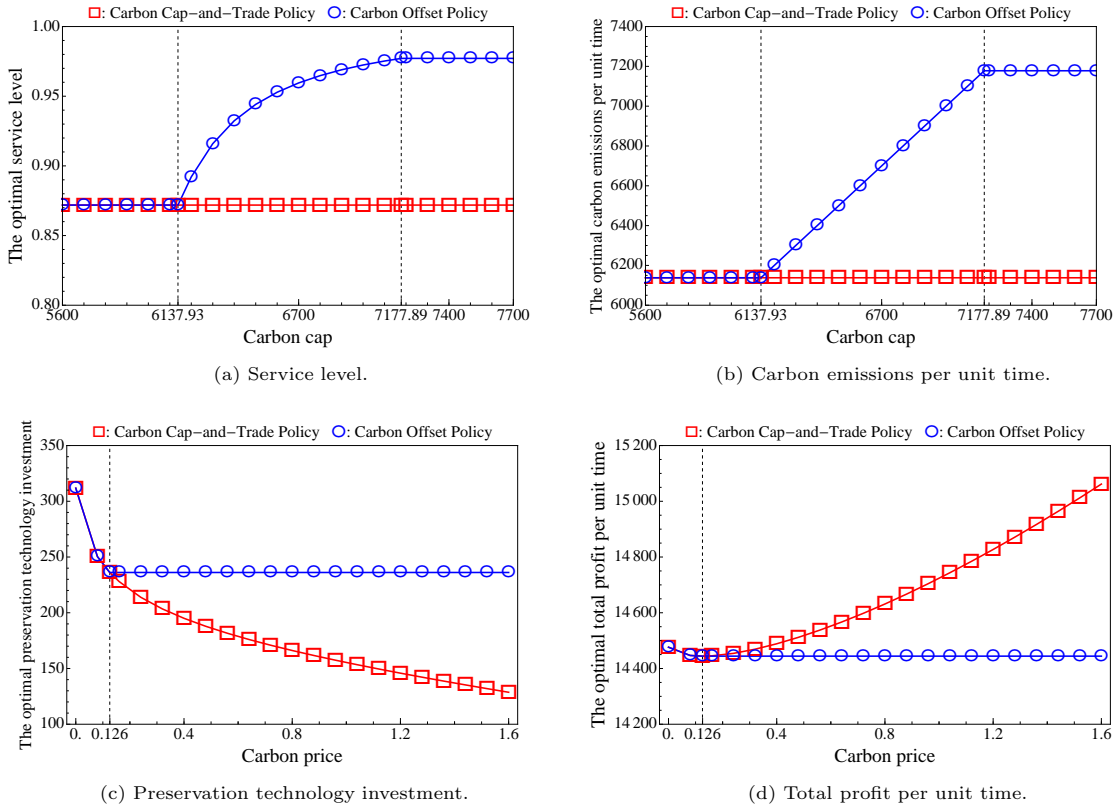 □: Carbon Cap−and−Trade Policy ○: Carbon Offset Policy
1.00
0.95
0.90
0.85
0.80
The optimal service level
5600 6137.93 6700 7177.89 7400 7700
Carbon cap
(a) Service level.
□: Carbon Cap−and−Trade Policy ○: Carbon Offset Policy
7400
7200
7000
6800
6600
6400
6200
6000
The optimal carbon emissions per unit time
5600 6137.93 6700 7177.89 7400 7700
Carbon cap
(b) Carbon emissions per unit time.
□: Carbon Cap−and−Trade Policy ○: Carbon Offset Policy
350
300
250
200
150
100
The optimal preservation technology investment
0. 0.126 0.4 0.8 1.2 1.6
Carbon price
(c) Preservation technology investment.
□: Carbon Cap−and−Trade Policy ○: Carbon Offset Policy
15 200
15 000
14 800
14 600
14 400
14 200
The optimal total profit per unit time
0. 0.126 0.4 0.8 1.2 1.6
Carbon price
(d) Total profit per unit time.